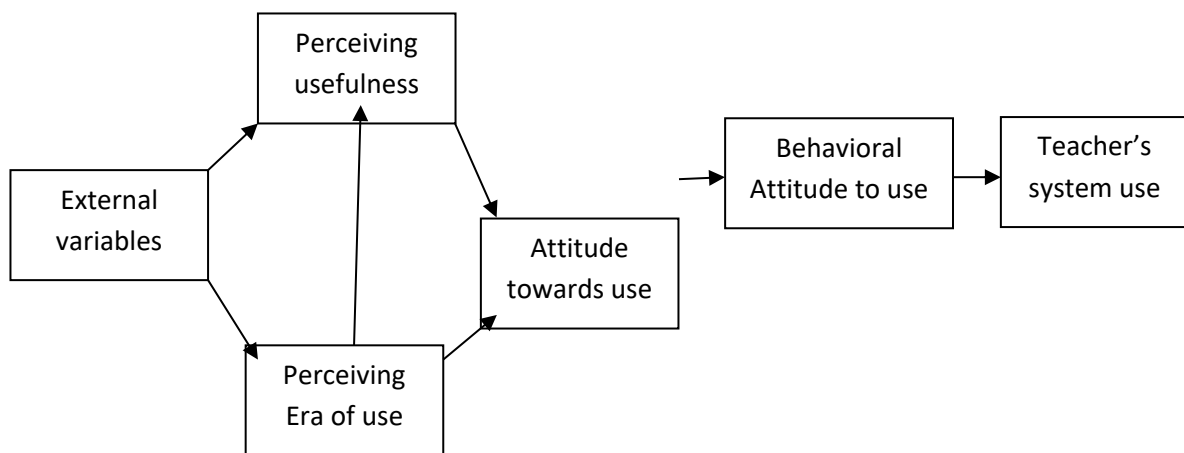 Perceiving
usefulness
External
variables
Attitude
towards use
Perceiving
Era of use
Behavioral
Attitude to use
Teacher’s
system use